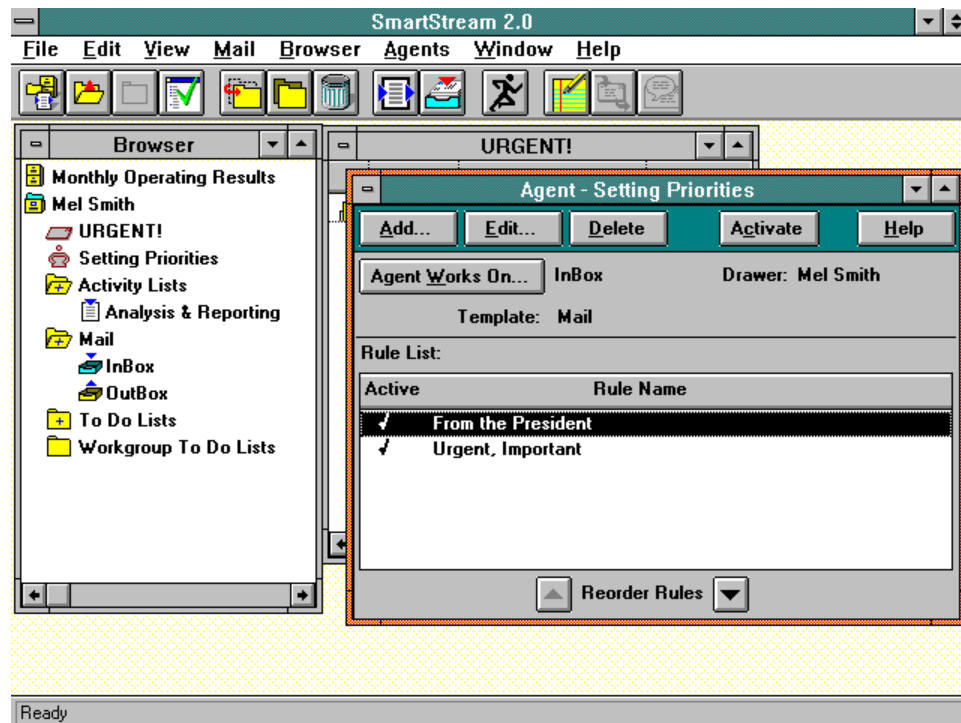 SmartStream 2.0
File Edit View Mail Browser Agents Window Help
Browser
Monthly Operating Results
Mel Smith
URGENT!
Setting Priorities
Activity Lists
Analysis & Reporting
Mail
InBox
OutBox
To Do Lists
Workgroup To Do Lists
URGENT!
Agent - Setting Priorities
Add... Edit... Delete Activate Help
Agent Works On... InBox Drawer: Mel Smith
Template: Mail
Rule List:
Active Rule Name
From the President
Urgent, Important
Reorder Rules
Ready